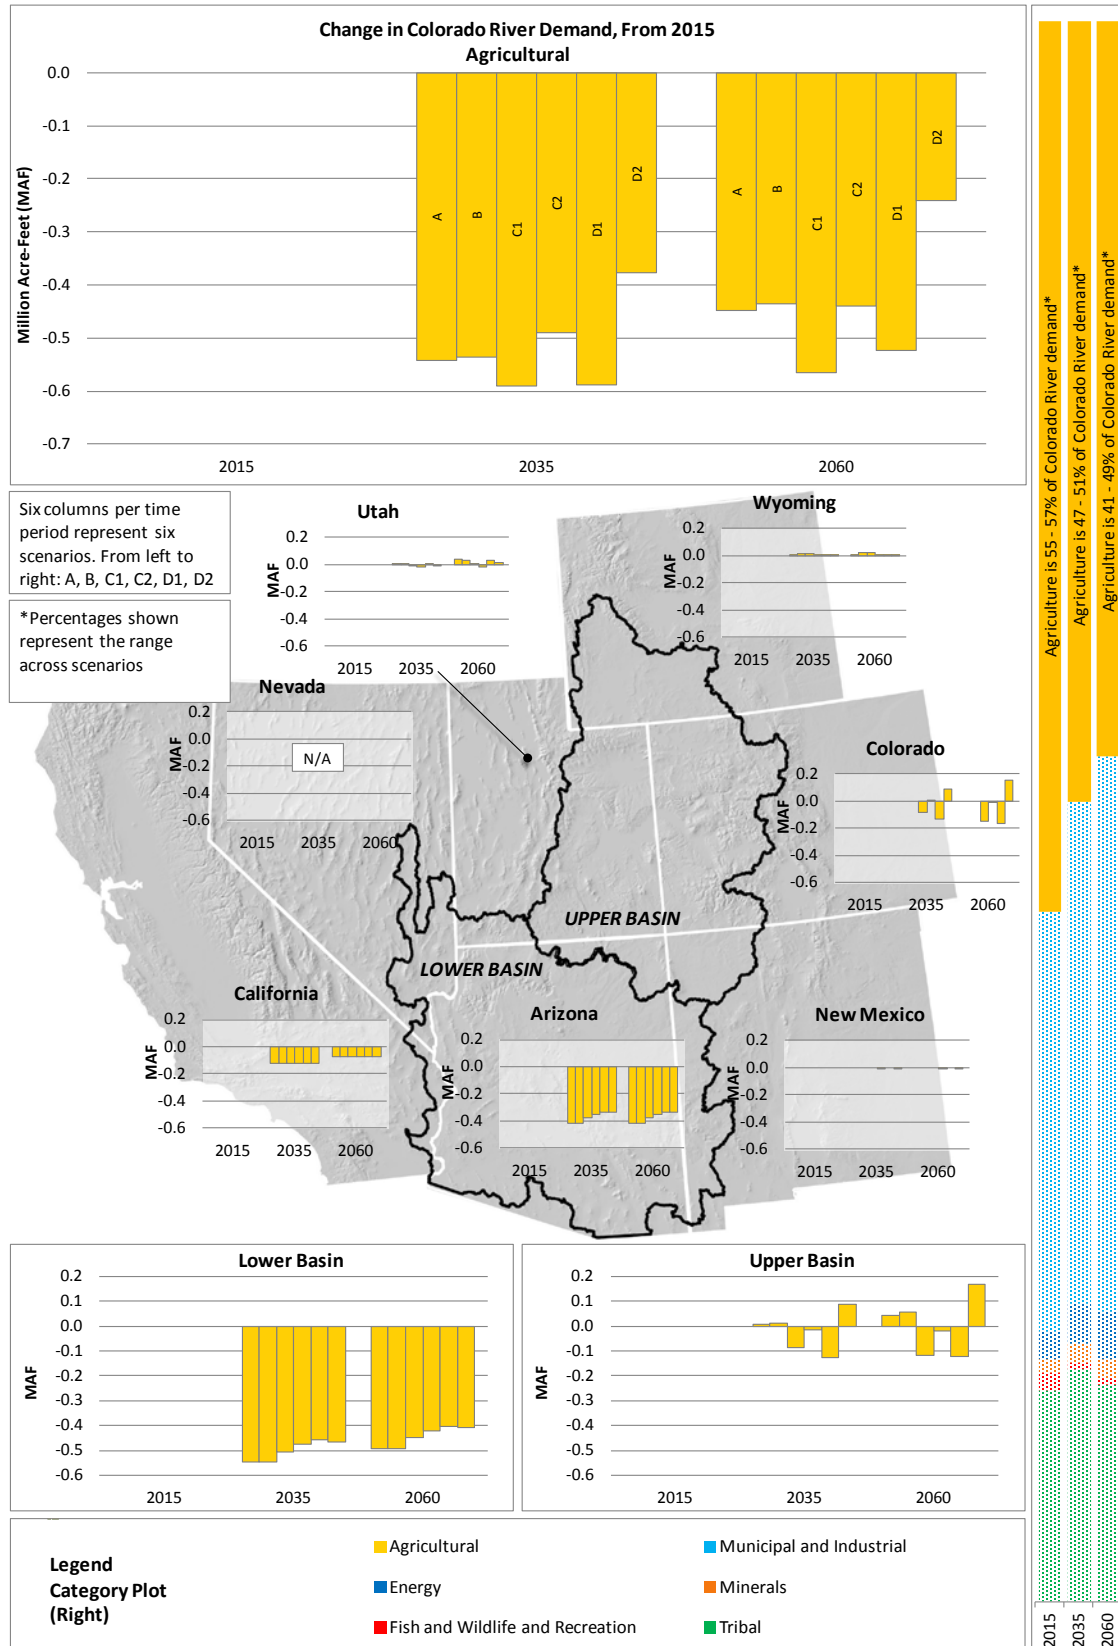 Change in Colorado River Demand, From 2015
Agricultural
Million Acre-Feet (MAF)
0.0
-0.1
-0.2
-0.3
-0.4
-0.5
-0.6
-0.7
A
B
C1
C2
D1
D2
A
B
C1
C2
D1
D2
2015
2035
2060
Six columns per time
period represent six
scenarios. From left to
right: A, B, C1, C2, D1, D2
*Percentages shown
represent the range
across scenarios
Utah
MAF
0.2
0.0
-0.2
-0.4
-0.6
2015
2035
2060
Wyoming
MAF
0.2
0.0
-0.2
-0.4
-0.6
2015
2035
2060
Nevada
MAF
0.2
0.0
-0.2
-0.4
-0.6
N/A
2015
2035
2060
Colorado
MAF
0.2
0.0
-0.2
-0.4
-0.6
2015
2035
2060
UPPER BASIN
LOWER BASIN
California
MAF
0.2
0.0
-0.2
-0.4
-0.6
2015
2035
2060
Arizona
MAF
0.2
0.0
-0.2
-0.4
-0.6
2015
2035
2060
New Mexico
MAF
0.2
0.0
-0.2
-0.4
-0.6
2015
2035
2060
Lower Basin
MAF
0.2
0.1
0.0
-0.1
-0.2
-0.3
-0.4
-0.5
-0.6
2015
2035
2060
Upper Basin
MAF
0.2
0.1
0.0
-0.1
-0.2
-0.3
-0.4
-0.5
-0.6
2015
2035
2060
Legend
Category Plot
(Right)
Agricultural
Municipal and Industrial
Energy
Minerals
Fish and Wildlife and Recreation
Tribal
Agriculture is 55 - 57% of Colorado River demand*
Agriculture is 47 - 51% of Colorado River demand*
Agriculture is 41 - 49% of Colorado River demand*
2015
2035
2060